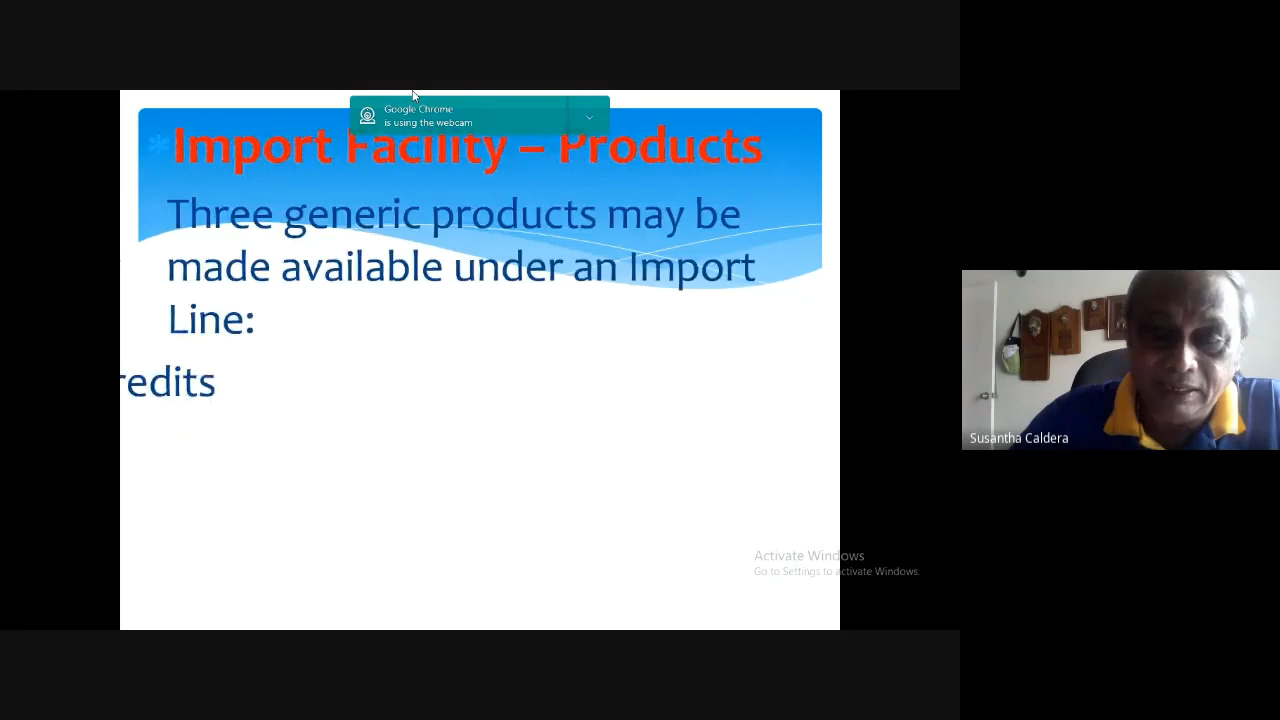 Google Chrome
is using the webcam
* Import Facility – Products
Three generic products may be
made available under an Import
Line:
redits
Susantha Caldera
Activate Windows
Go to Settings to activate Windows.